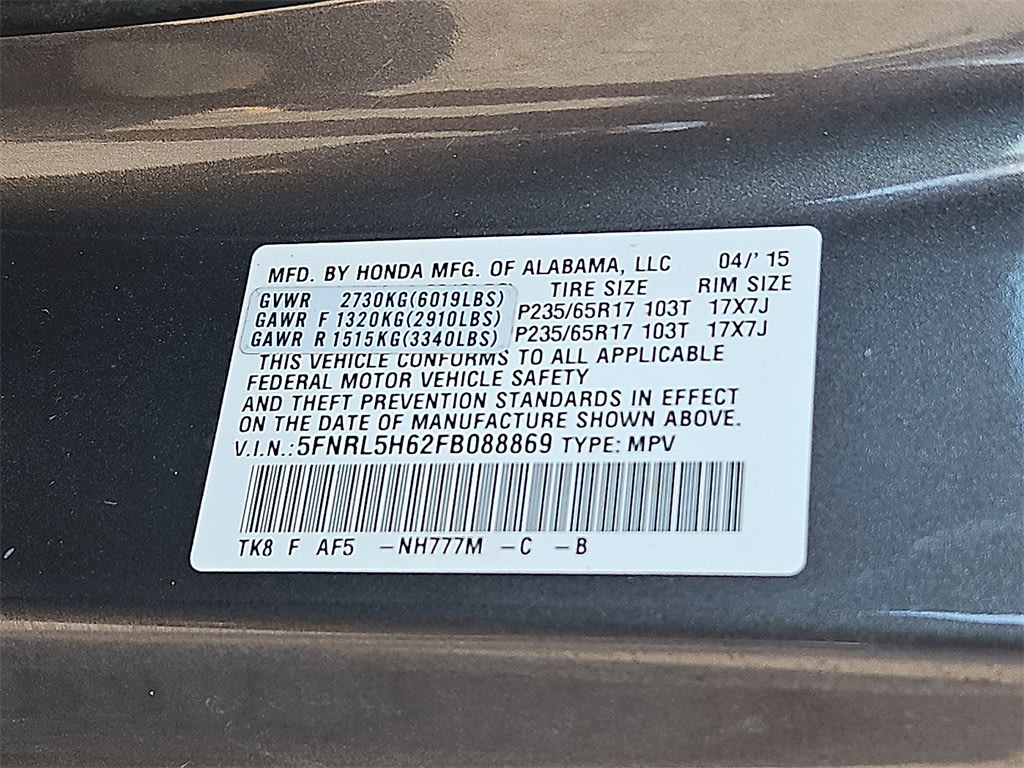 MFD. BY HONDA MFG. OF ALABAMA, LLC 04/'15
GVWR 2730KG(6019LBS) TIRE SIZE RIM SIZE
GAWR F 1320KG(2910LBS) P235/65R17 103T 17X7J
GAWR R 1515KG(3340LBS) P235/65R17 103T 17X7J
THIS VEHICLE CONFORMS TO ALL APPLICABLE
FEDERAL MOTOR VEHICLE SAFETY
AND THEFT PREVENTION STANDARDS IN EFFECT
ON THE DATE OF MANUFACTURE SHOWN ABOVE.
V.I.N.:5FNRL5H62FB088869 TYPE: MPV
TK8 F AF5 -NH777M -C -B